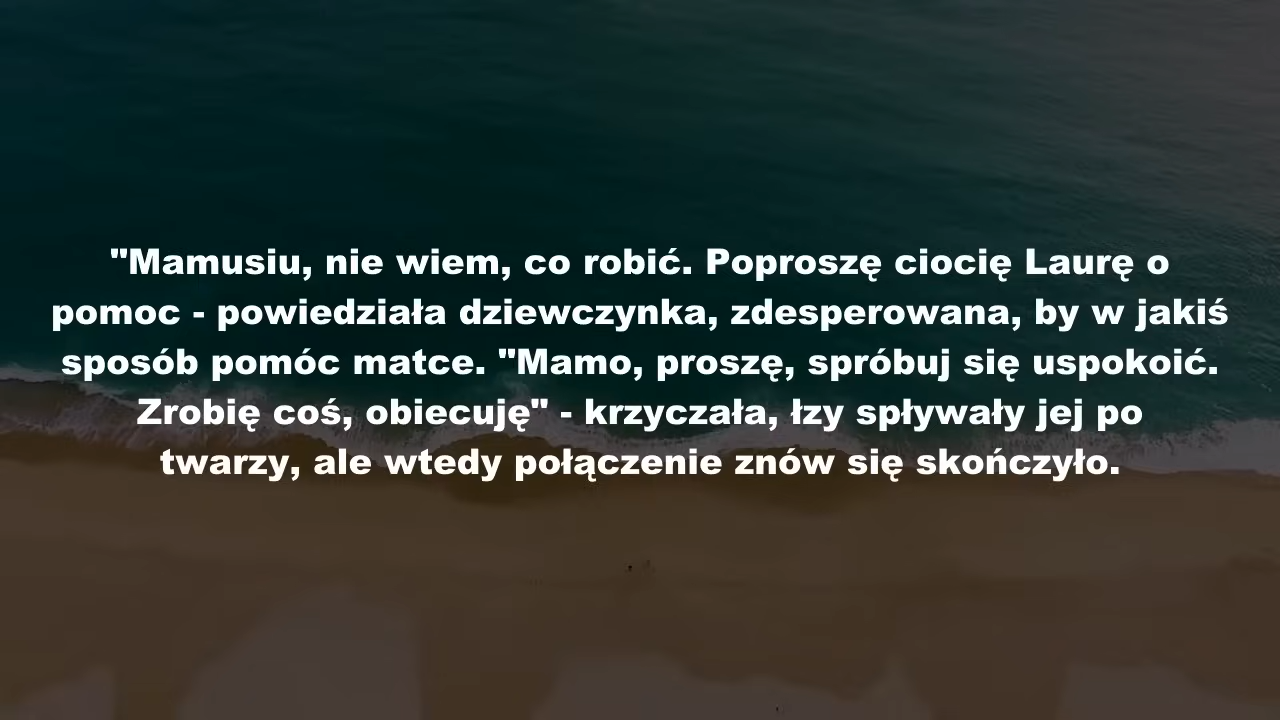 "Mamusiu, nie wiem, co robić. Poproszę ciocię Laurę o
pomoc - powiedziała dziewczynka, zdesperowana, by w jakiś
sposób pomóc matce. "Mamo, proszę, spróbuj się uspokoić.
Zrobię coś, obiecuję" - krzyczała, łzy spływały jej po
twarzy, ale wtedy połączenie znów się skończyło.